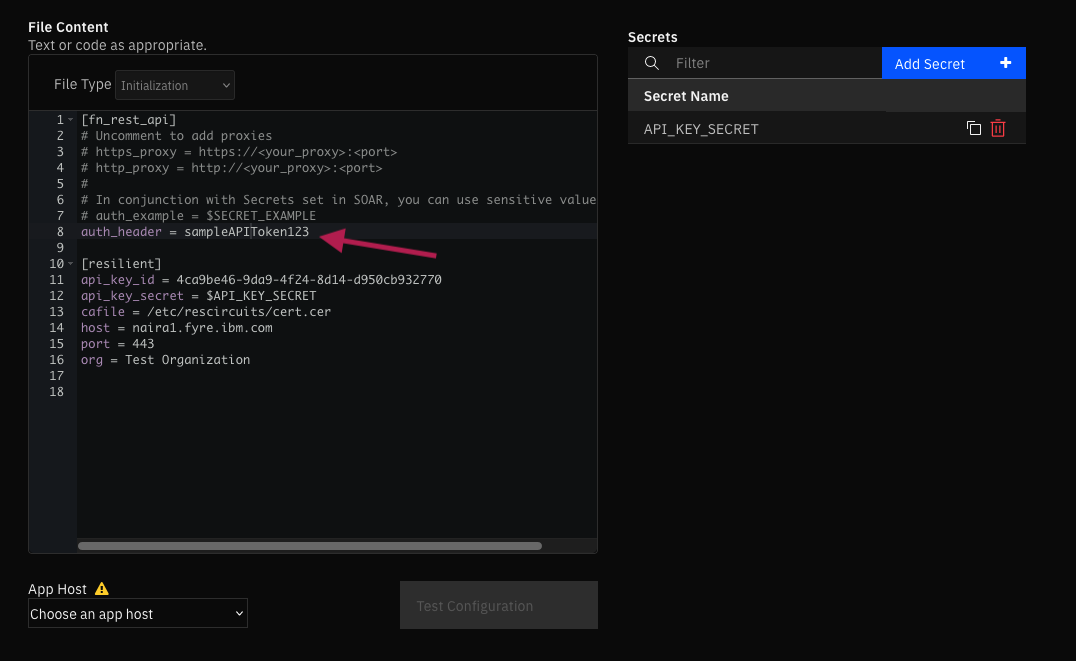 File Content
Text or code as appropriate.
File Type Initialization
1 [fn_rest_api]
2 # Uncomment to add proxies
3 # https_proxy = https://<your_proxy>:<port>
4 # http_proxy = http://<your_proxy>:<port>
5 #
6 # In conjunction with Secrets set in SOAR, you can use sensitive value
7 # auth_example = $SECRET_EXAMPLE
8 auth_header = sampleAPIToken123
9
10 [resilient]
11 api_key_id = 4ca9be46-9da9-4f24-8d14-d950cb932770
12 api_key_secret = $API_KEY_SECRET
13 cafile = /etc/rescircuits/cert.cer
14 host = naira1.fyre.ibm.com
15 port = 443
16 org = Test Organization
17
18
App Host
Choose an app host
Test Configuration
Secrets
Filter
Add Secret +
Secret Name
API_KEY_SECRET